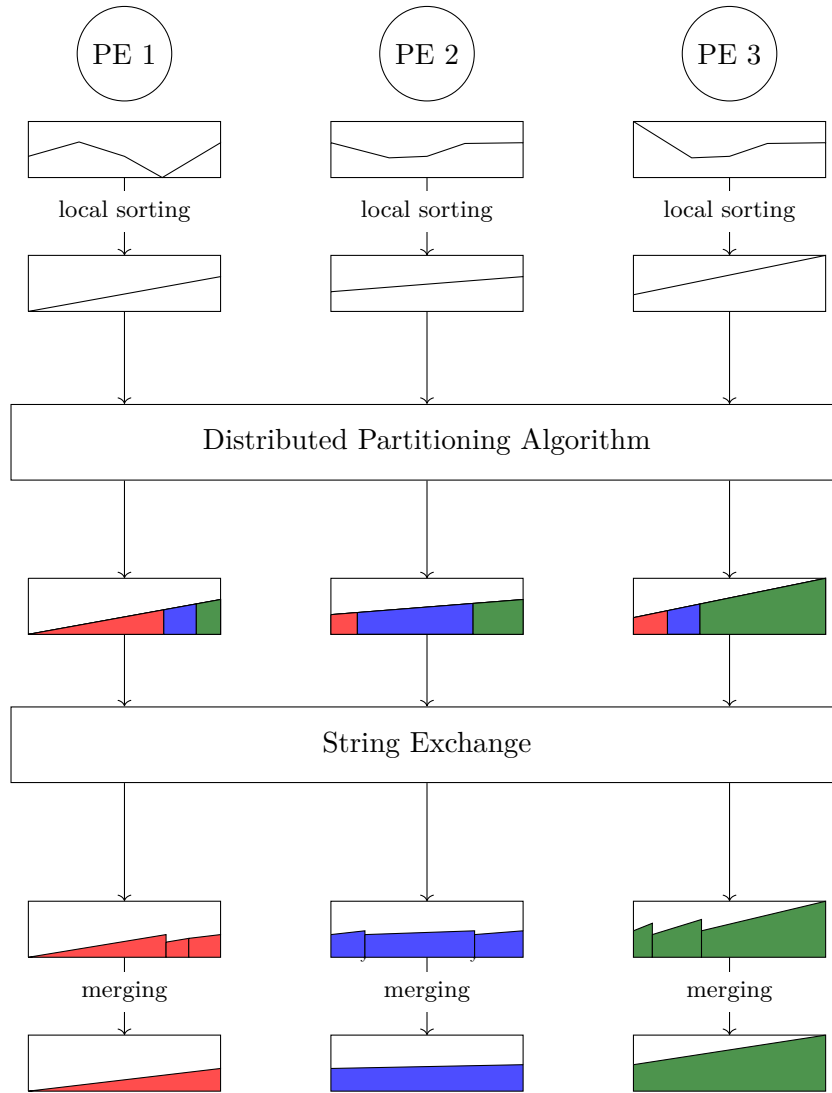 PE 1
PE 2
PE 3
local sorting
local sorting
local sorting
Distributed Partitioning Algorithm
String Exchange
merging
merging
merging